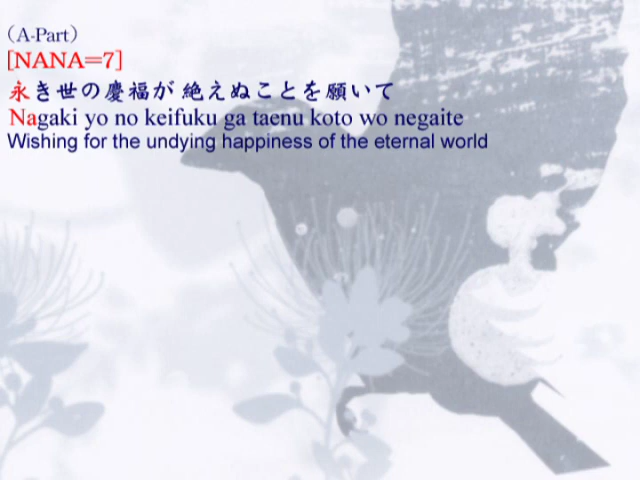 （A-Part）
[NANA=7]
永き世の慶福が 絶えぬことを願いて
Nagaki yo no keifuku ga taenu koto wo negaite
Wishing for the undying happiness of the eternal world